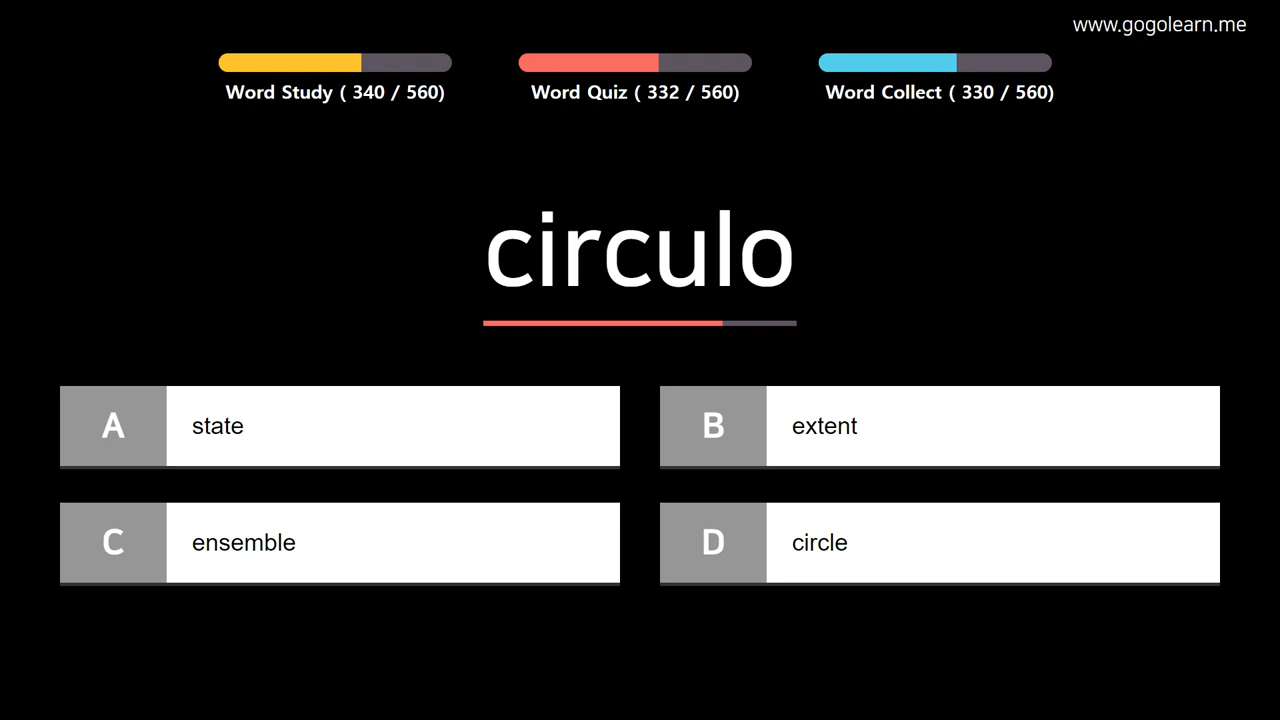 www.gogolearn.me
Word Study ( 340 / 560)
Word Quiz ( 332 / 560)
Word Collect ( 330 / 560)
circulo
A state
B extent
C ensemble
D circle